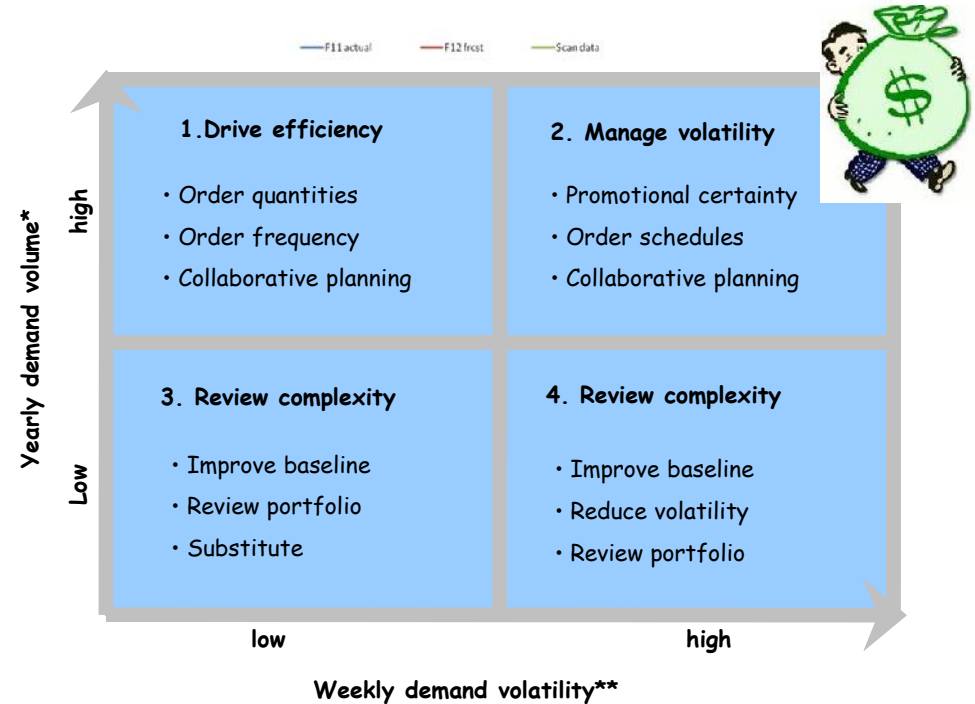 F11 actual F12 frcst Scan data
1.Drive efficiency
• Order quantities
• Order frequency
• Collaborative planning
2. Manage volatility
• Promotional certainty
• Order schedules
• Collaborative planning
$
3. Review complexity
• Improve baseline
• Review portfolio
• Substitute
4. Review complexity
• Improve baseline
• Reduce volatility
• Review portfolio
Yearly demand volume*
high
Low
low
high
Weekly demand volatility**